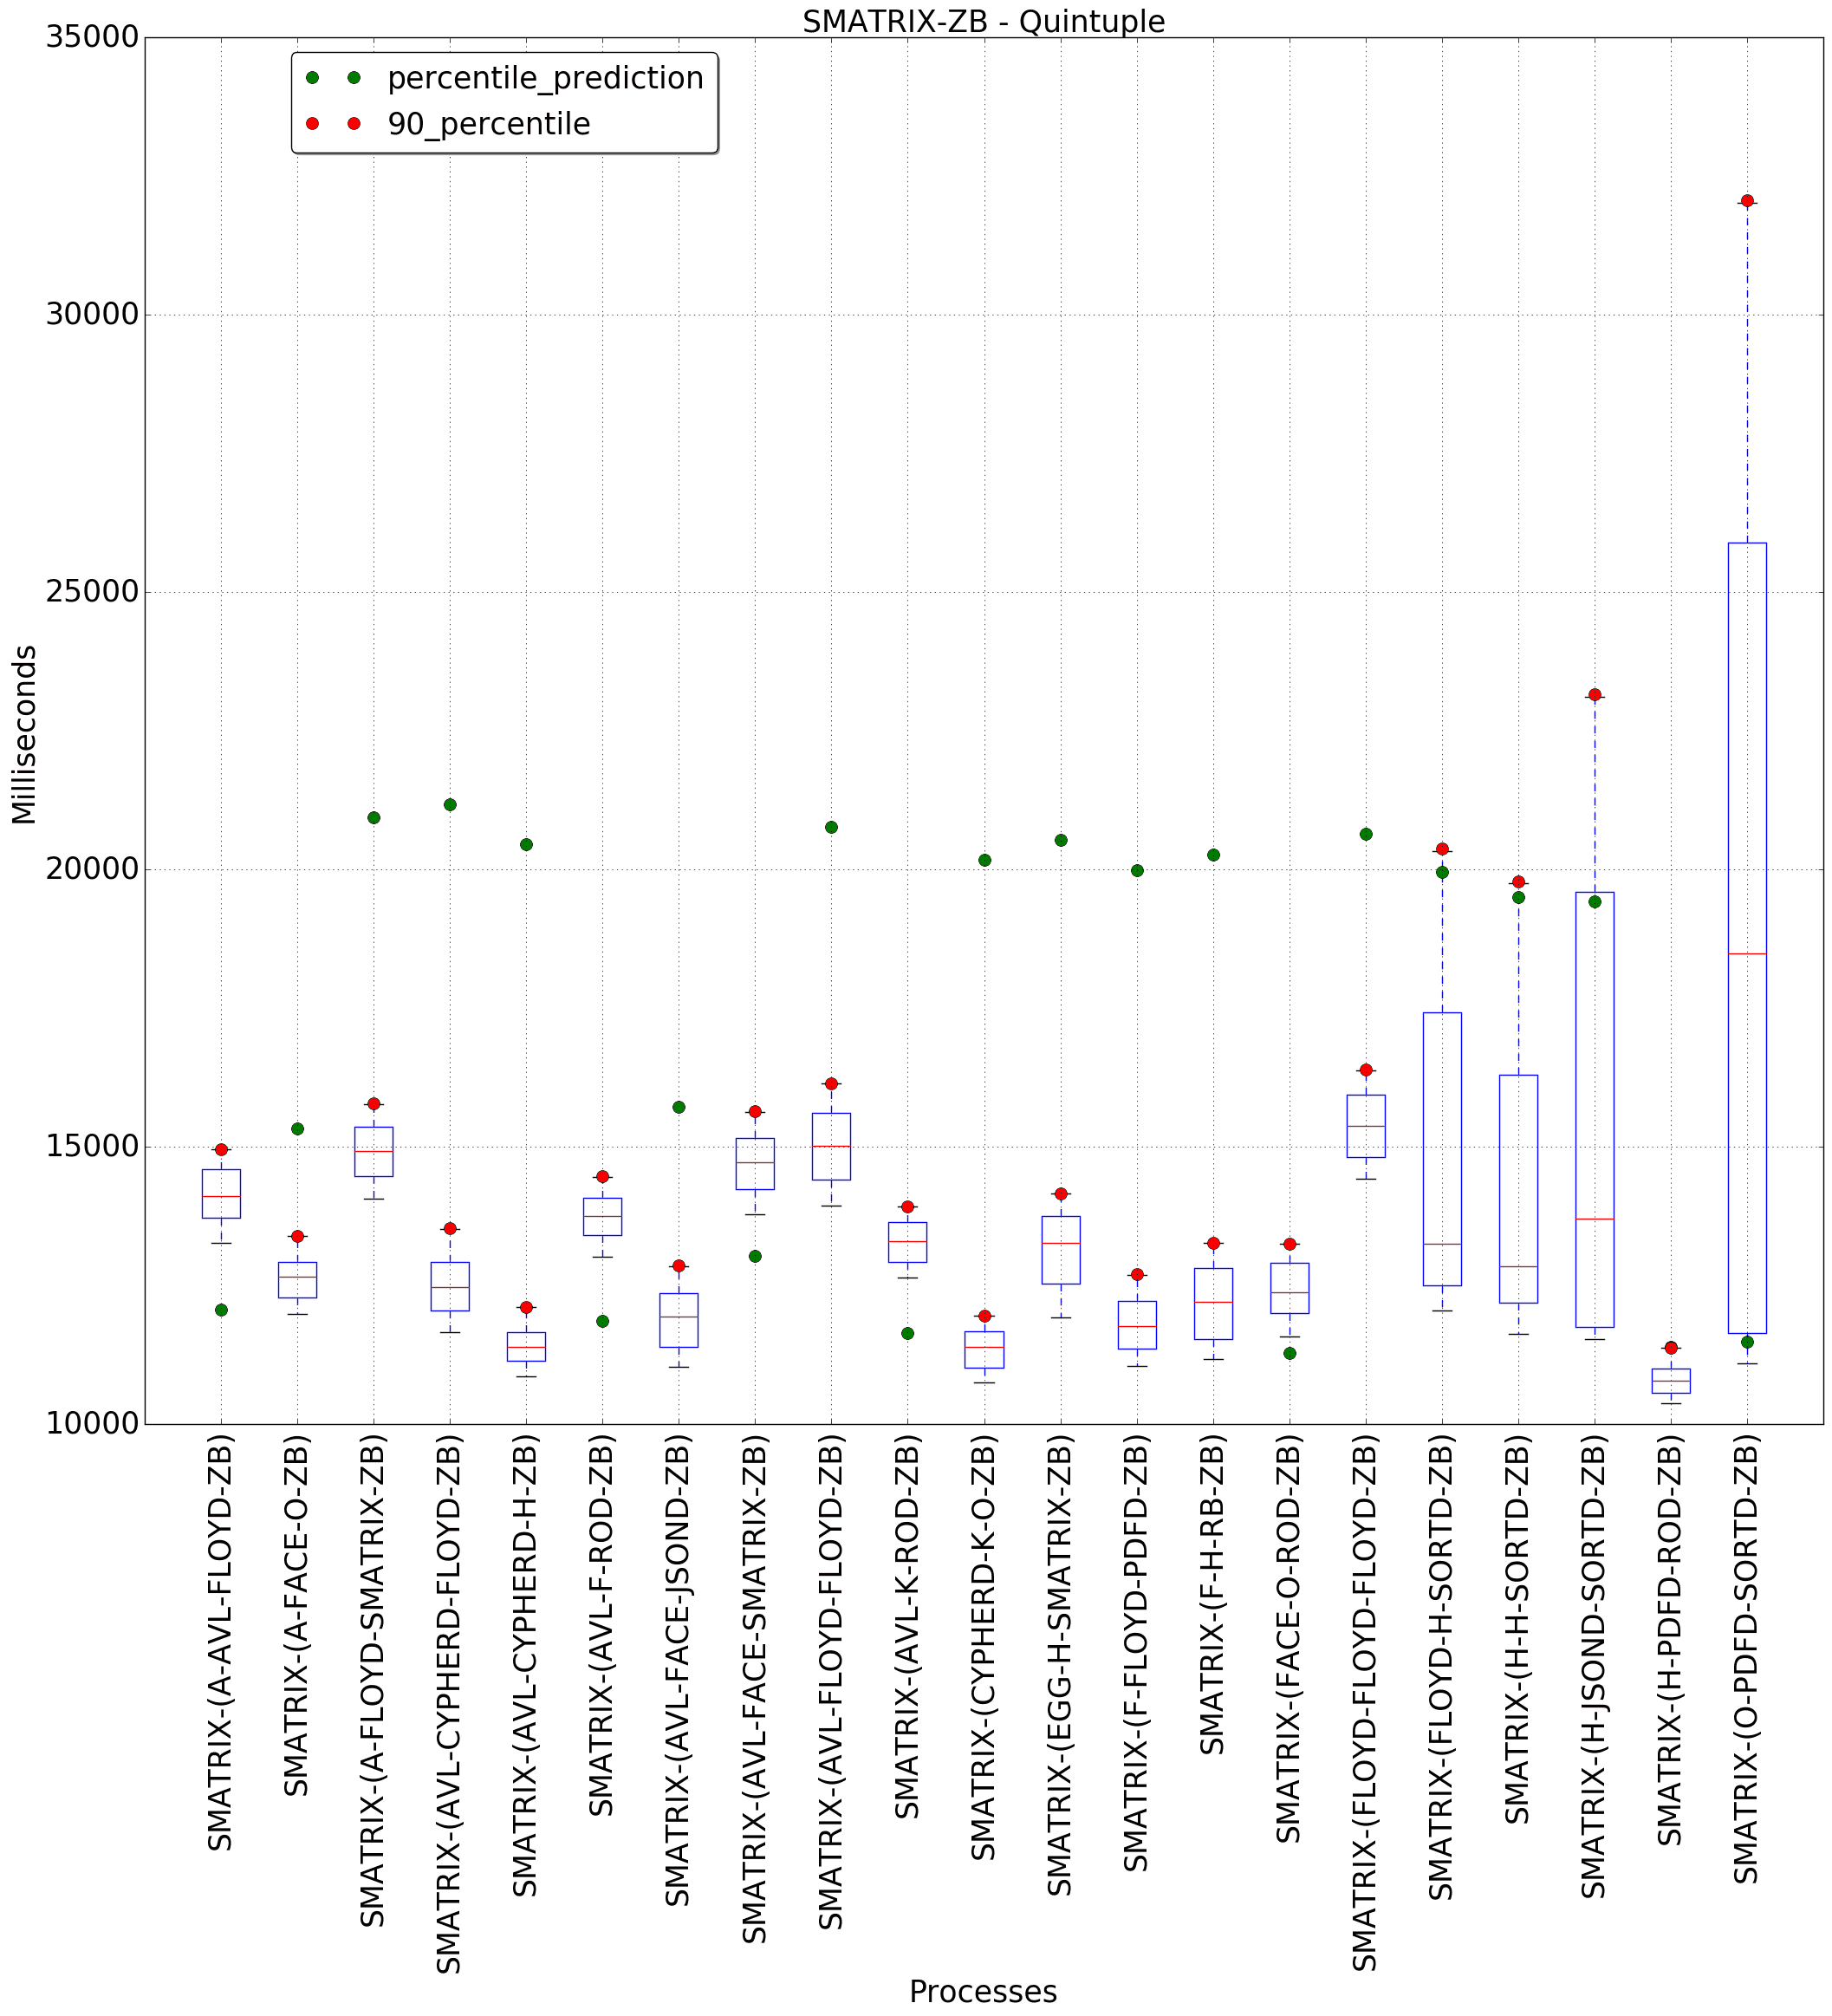 SMATRIX-ZB - Quintuple
percentile_prediction
90_percentile
35000
30000
25000
20000
15000
10000
Milliseconds
SMATRIX-(A-AVL-FLOYD-ZB)
SMATRIX-(A-FACE-O-ZB)
SMATRIX-(A-FLOYD-SMATRIX-ZB)
SMATRIX-(AVL-CYPHERD-FLOYD-ZB)
SMATRIX-(AVL-CYPHERD-H-ZB)
SMATRIX-(AVL-F-ROD-ZB)
SMATRIX-(AVL-FACE-JSOND-ZB)
SMATRIX-(AVL-FACE-SMATRIX-ZB)
SMATRIX-(AVL-FLOYD-FLOYD-ZB)
SMATRIX-(AVL-K-ROD-ZB)
SMATRIX-(CYPHERD-K-O-ZB)
SMATRIX-(EGG-H-SMATRIX-ZB)
SMATRIX-(F-FLOYD-PDFD-ZB)
SMATRIX-(F-H-RB-ZB)
SMATRIX-(FACE-O-ROD-ZB)
SMATRIX-(FLOYD-FLOYD-FLOYD-ZB)
SMATRIX-(FLOYD-H-SORTD-ZB)
SMATRIX-(H-H-SORTD-ZB)
SMATRIX-(H-JSOND-SORTD-ZB)
SMATRIX-(H-PDFD-ROD-ZB)
SMATRIX-(O-PDFD-SORTD-ZB)
Processes